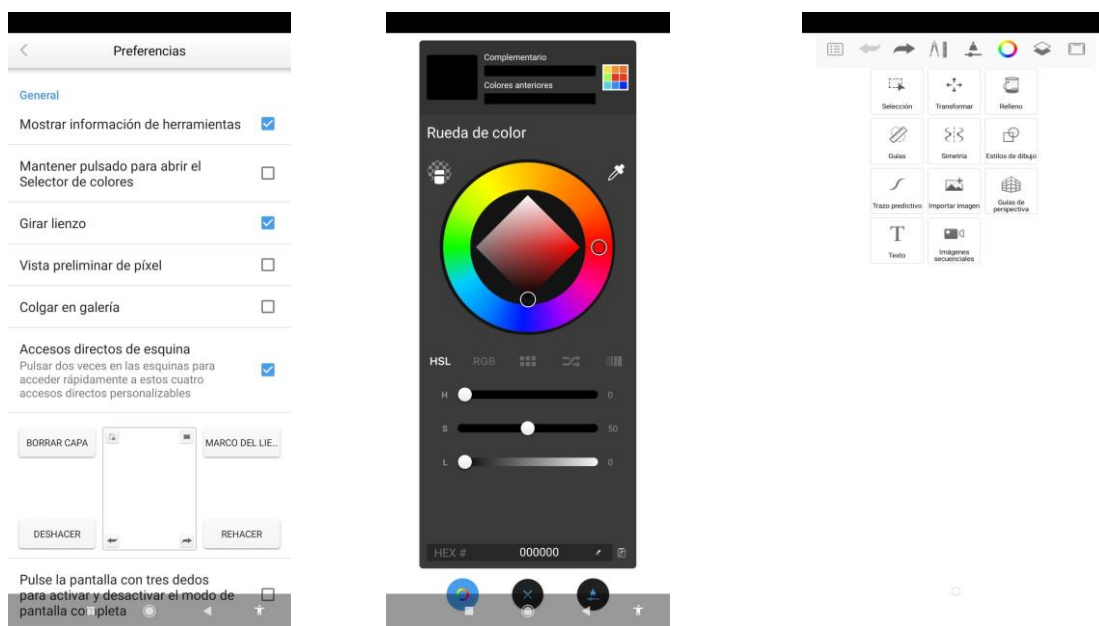 Preferencias
General
Mostrar información de herramientas
Mantener pulsado para abrir el
Selector de colores
Girar lienzo
Vista preliminar de píxel
Colgar en galería
Accesos directos de esquina
Pulsar dos veces en las esquinas para
acceder rápidamente a estos cuatro
accesos directos personalizables
BORRAR CAPA
MARCO DEL LIE...
DESHACER
REHACER
Pulse la pantalla con tres dedos
para activar y desactivar el modo de
pantalla completa
Complementario
Colores anteriores
Rueda de color
HSL RGB
H 0
S 50
L 0
HEX # 000000
Selección Transformar Relleno
Guías Simetría Estilos de dibujo
Trazo predictivo Importar imagen Guías de
perspectiva
Texto Imágenes
secuenciales